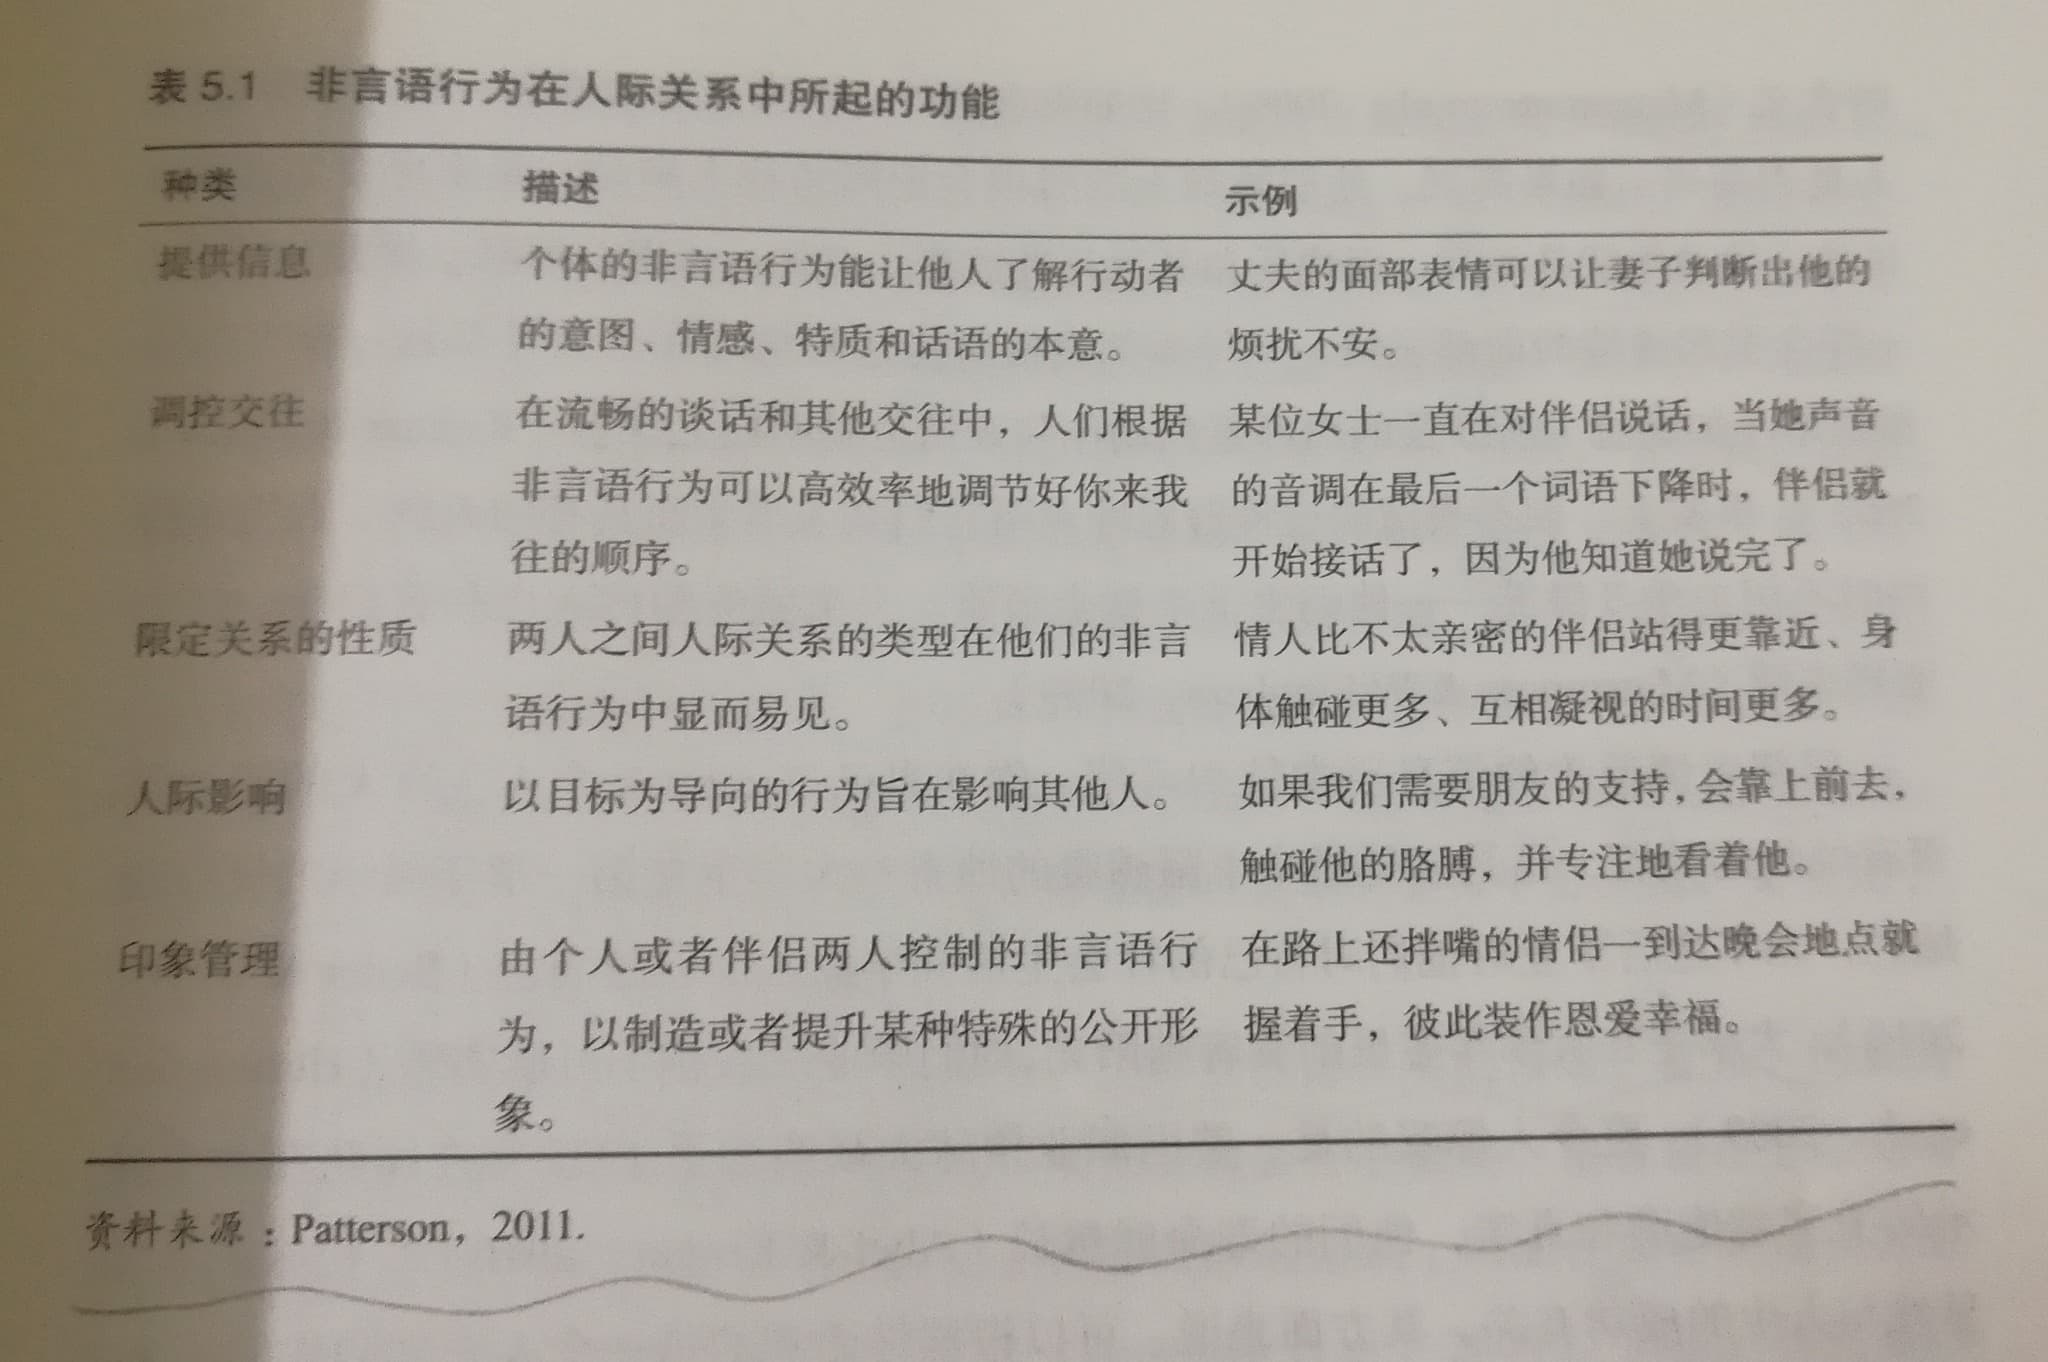 表 5.1 非言语行为在人际关系中所起的功能
种类 描述 示例
提供信息 个体的非言语行为能让他人了解行动者 丈夫的面部表情可以让妻子判断出他的
的意图、情感、特质和话语的本意。 烦扰不安。
调控交往 在流畅的谈话和其他交往中，人们根据 某位女士一直在对伴侣说话，当她声音
非言语行为可以高效率地调节好你来我 的音调在最后一个词语下降时，伴侣就
往的顺序。 开始接话了，因为他知道她说完了。
限定关系的性质 两人之间人际关系的类型在他们的非言 情人比不太亲密的伴侣站得更靠近、身
语行为中显而易见。 体触碰更多、互相凝视的时间更多。
人际影响 以目标为导向的行为旨在影响其他人。 如果我们需要朋友的支持，会靠上前去，
触碰他的胳膊，并专注地看着他。
印象管理 由个人或者伴侣两人控制的非言语行 在路上还拌嘴的情侣一到达晚会地点就
为，以制造或者提升某种特殊的公开形 握着手，彼此装作恩爱幸福。
象。
资料来源：Patterson，2011.